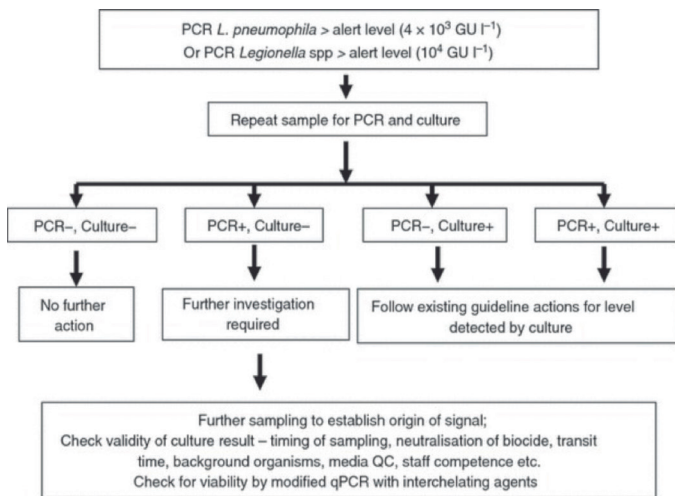 PCR L. pneumophila > alert level (4 × 10³ GU l⁻¹)
Or PCR Legionella spp > alert level (10⁴ GU l⁻¹)
Repeat sample for PCR and culture
PCR–, Culture–
PCR+, Culture–
PCR–, Culture+
PCR+, Culture+
No further
action
Further investigation
required
Follow existing guideline actions for level
detected by culture
Further sampling to establish origin of signal;
Check validity of culture result – timing of sampling, neutralisation of biocide, transit
time, background organisms, media QC, staff competence etc.
Check for viability by modified qPCR with interchelating agents